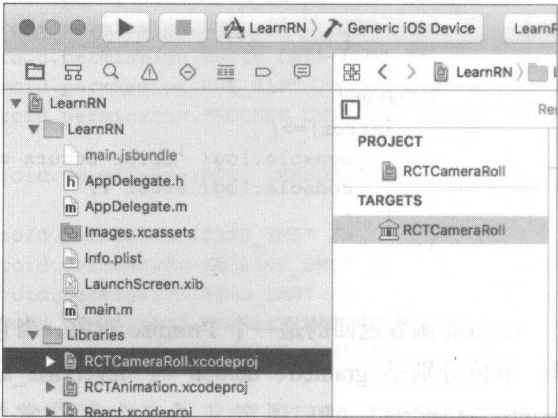 LearnRN
Generic iOS Device
LearnR
LearnRN
L
LearnRN
LearnRN
main.jsbundle
AppDelegate.h
AppDelegate.m
Images.xcassets
Info.plist
LaunchScreen.xib
main.m
Libraries
RCTCameraRoll.xcodeproj
RCTAnimation.xcodeproj
React.xcodeproj
Re
PROJECT
RCTCameraRoll
TARGETS
RCTCameraRoll